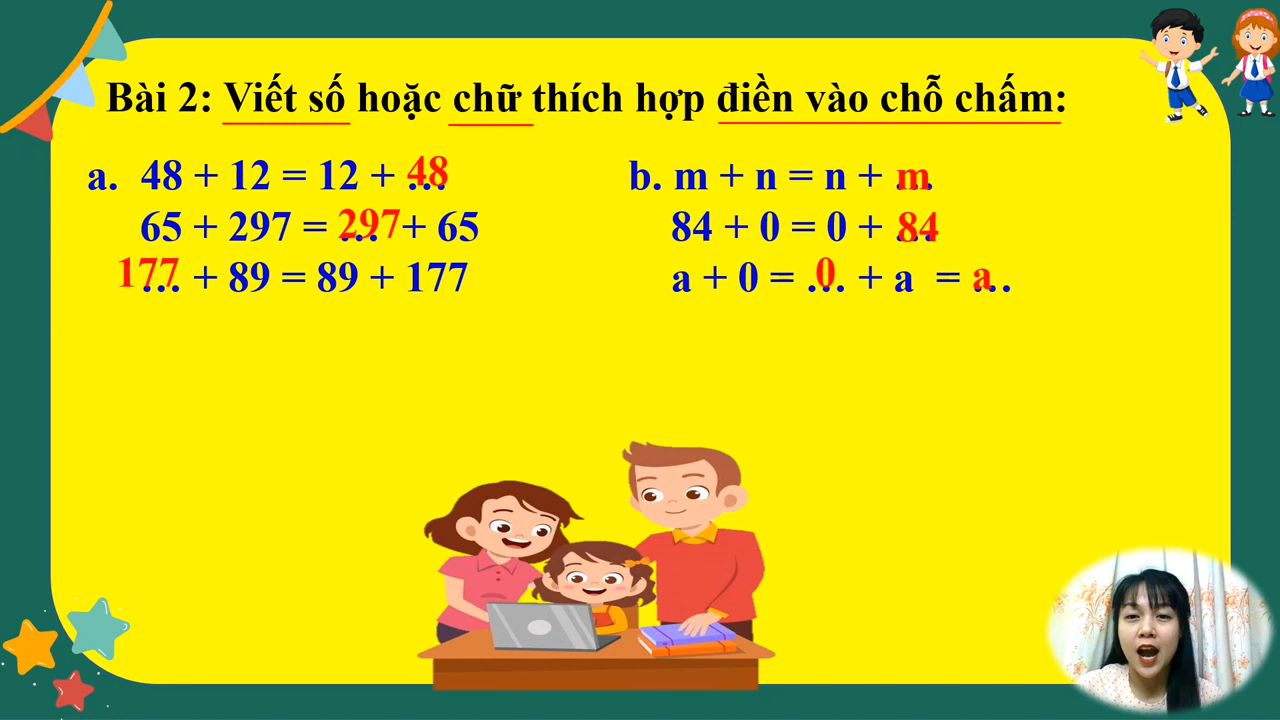 Bài 2: Viết số hoặc chữ thích hợp điền vào chỗ chấm:
a. 48 + 12 = 12 + 48
65 + 297 = 297 + 65
177 + 89 = 89 + 177
b. m + n = n + m
84 + 0 = 0 + 84
a + 0 = 0 + a = a